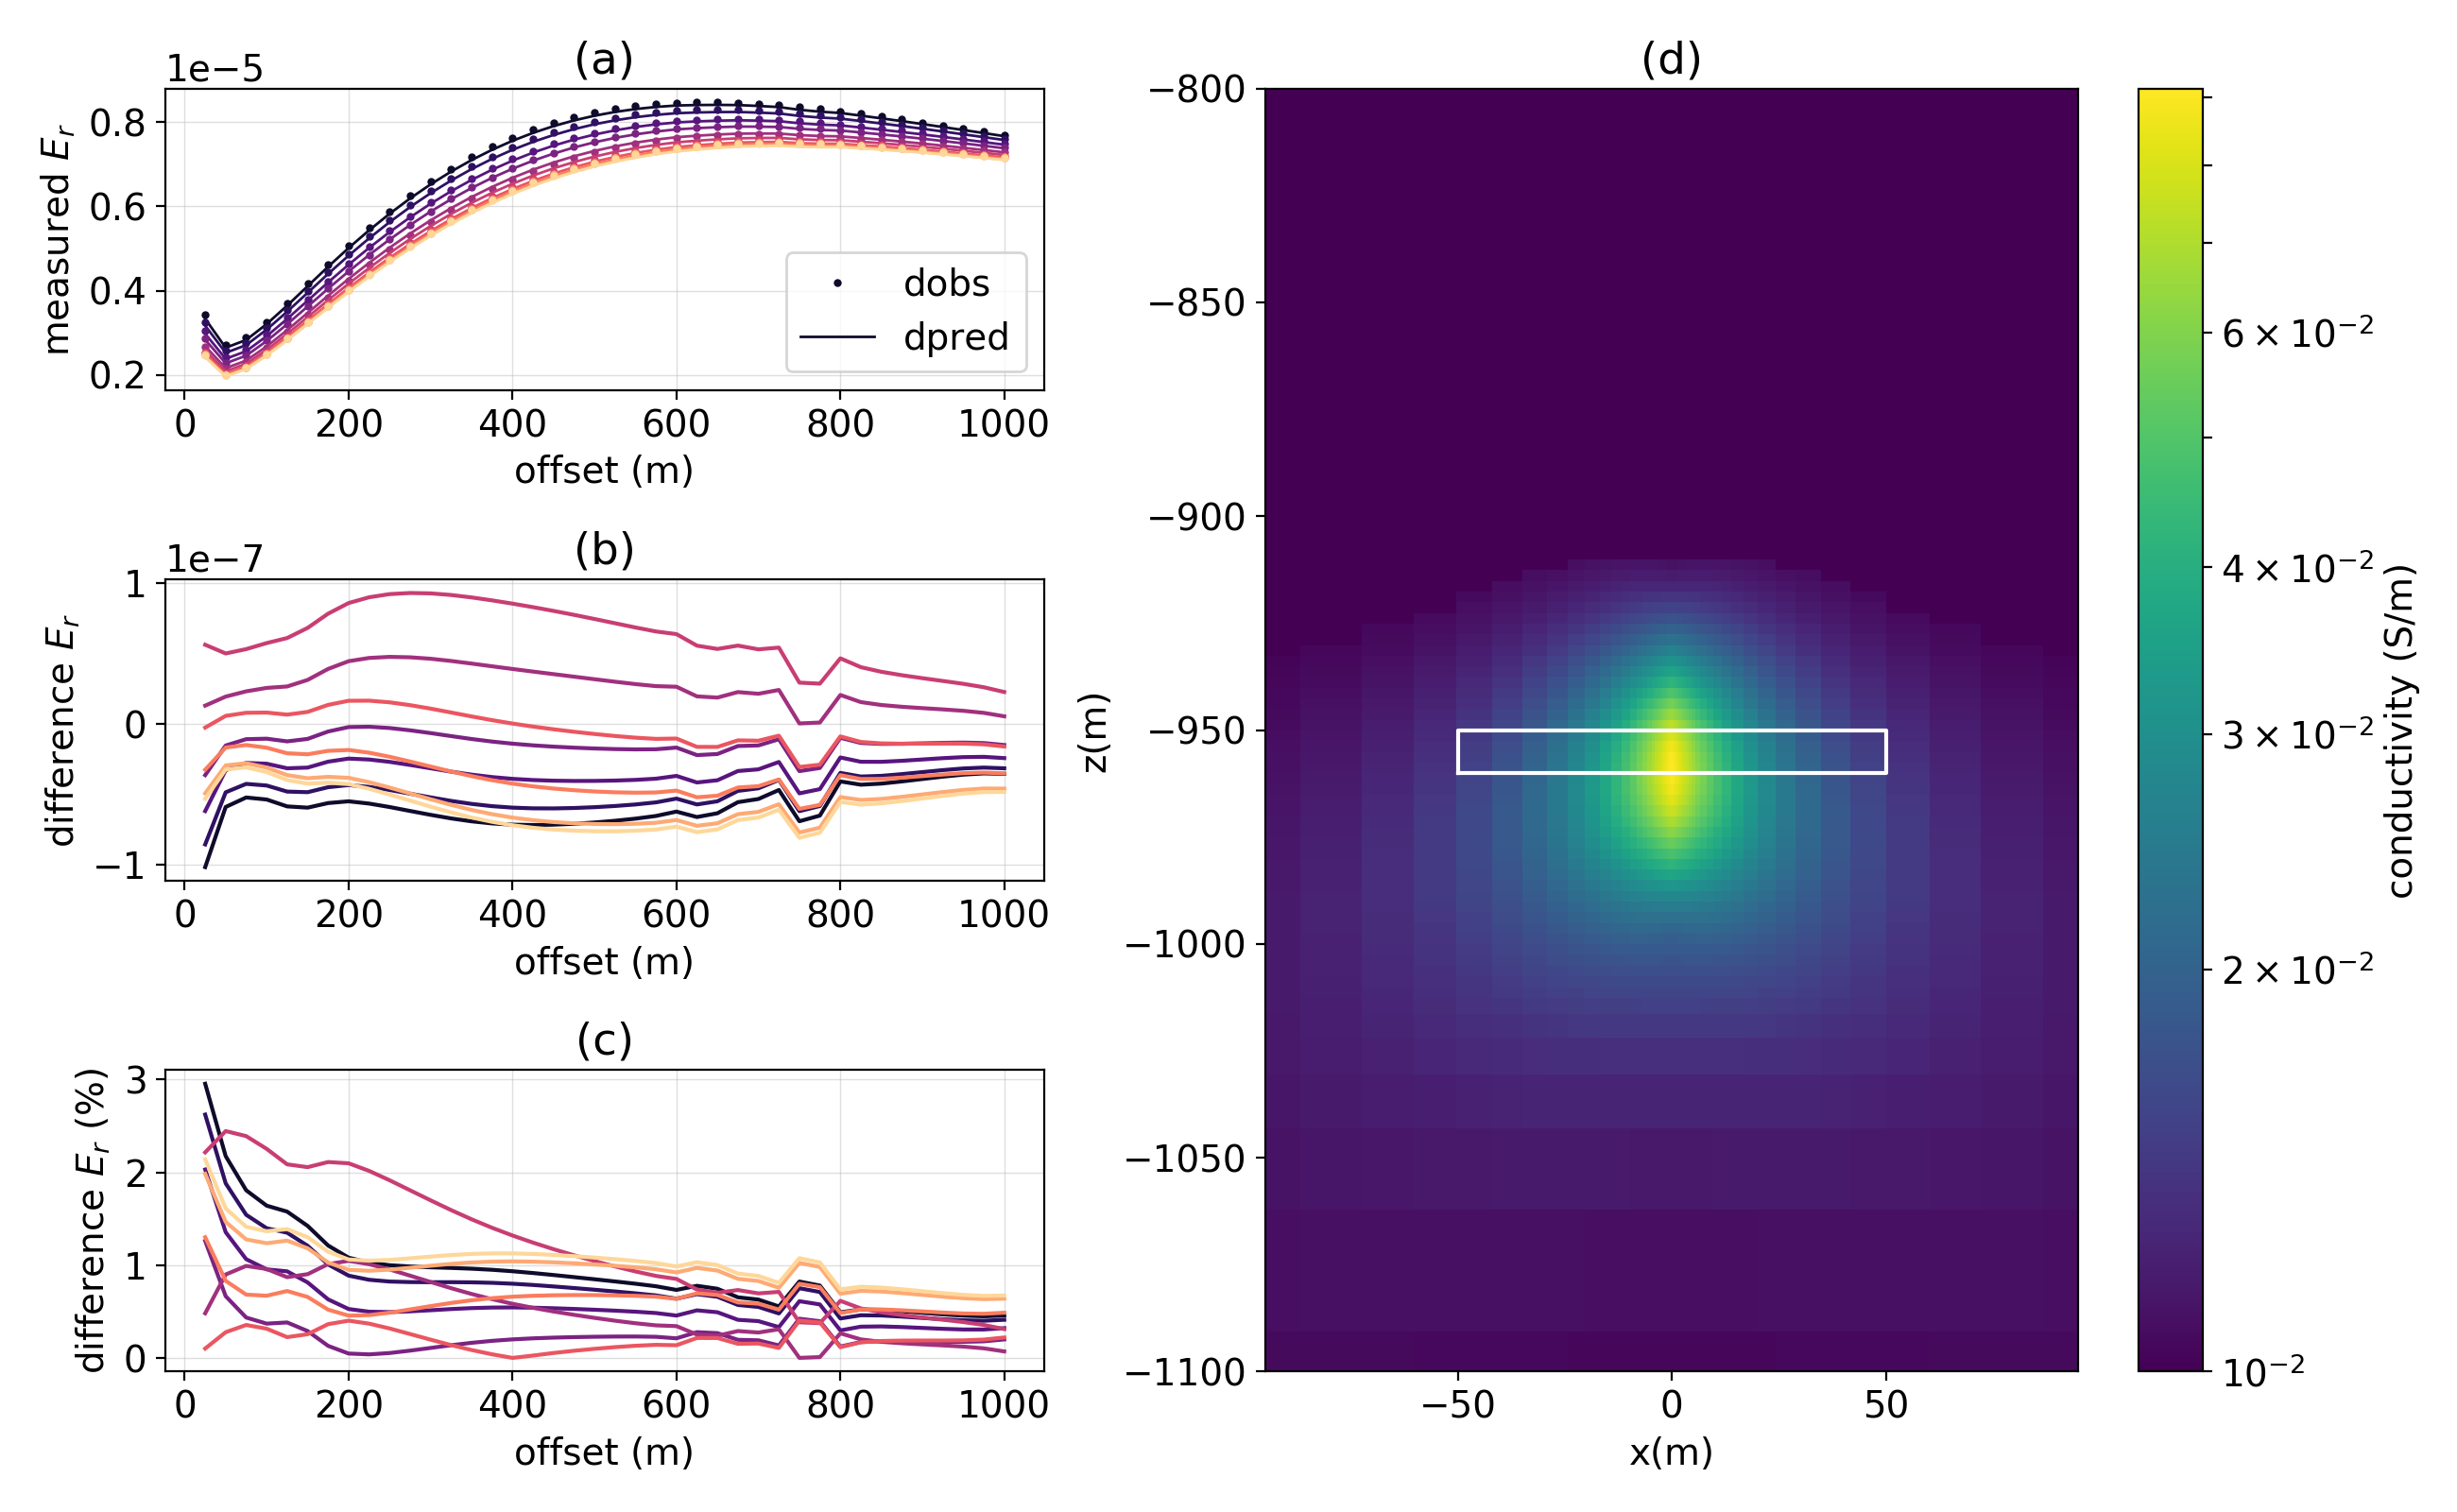 (a)
1e−5
measured E_r
0.8
0.6
0.4
0.2
dobs
dpred
0 200 400 600 800 1000
offset (m)
(b)
1e−7
difference E_r
1
0
−1
0 200 400 600 800 1000
offset (m)
(c)
difference E_r (%)
3
2
1
0
0 200 400 600 800 1000
offset (m)
(d)
z(m)
−800
−850
−900
−950
−1000
−1050
−1100
−50 0 50
x(m)
6 × 10⁻²
4 × 10⁻²
3 × 10⁻²
2 × 10⁻²
10⁻²
conductivity (S/m)